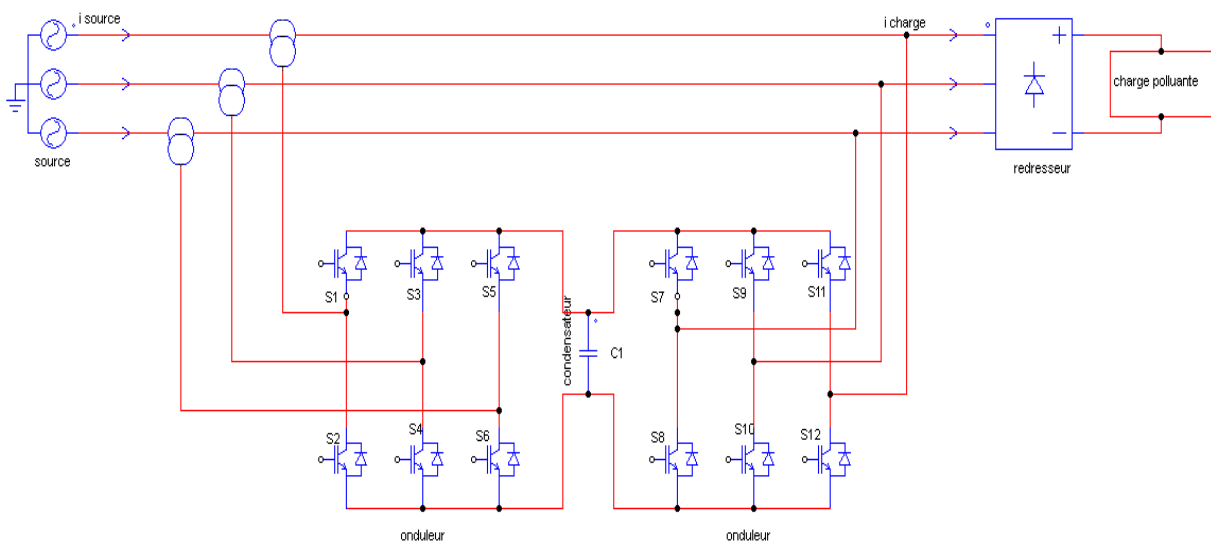 i source
i charge
+
charge polluante
−
source
redresseur
S1
S3
S5
S7
S9
S11
condensateur
C1
S2
S4
S6
S8
S10
S12
onduleur
onduleur